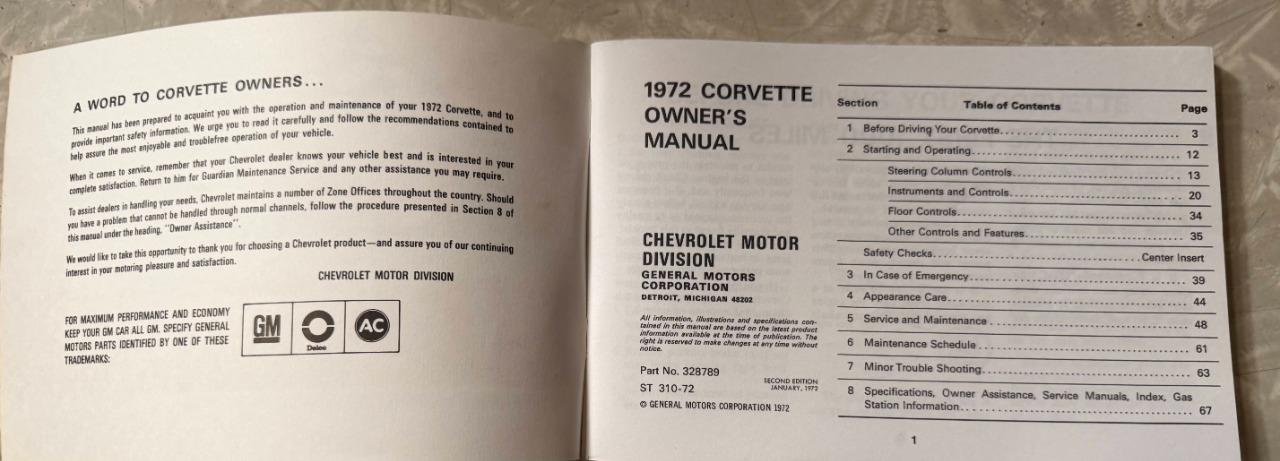 A WORD TO CORVETTE OWNERS...
This manual has been prepared to acquaint you with the operation and maintenance of your 1972 Corvette, and to
provide important safety information. We urge you to read it carefully and follow the recommendations contained to
help assure the most enjoyable and troublefree operation of your vehicle.
When it comes to service, remember that your Chevrolet dealer knows your vehicle best and is interested in your
complete satisfaction. Return to him for Guardian Maintenance Service and any other assistance you may require.
To assist dealers in handling your needs, Chevrolet maintains a number of Zone Offices throughout the country. Should
you have a problem that cannot be handled through normal channels, follow the procedure presented in Section 8 of
this manual under the heading, "Owner Assistance".
We would like to take this opportunity to thank you for choosing a Chevrolet product—and assure you of our continuing
interest in your motoring pleasure and satisfaction.
CHEVROLET MOTOR DIVISION
FOR MAXIMUM PERFORMANCE AND ECONOMY
KEEP YOUR GM CAR ALL GM. SPECIFY GENERAL
MOTORS PARTS IDENTIFIED BY ONE OF THESE
TRADEMARKS:
GM
Delco
AC
1972 CORVETTE
OWNER'S
MANUAL
CHEVROLET MOTOR
DIVISION
GENERAL MOTORS
CORPORATION
DETROIT, MICHIGAN 48202
All information, illustrations and specifications con-
tained in this manual are based on the latest product
information available at the time of publication. The
right is reserved to make changes at any time without
notice.
Part No. 328789
ST 310-72
SECOND EDITION
JANUARY, 1972
© GENERAL MOTORS CORPORATION 1972
Section Table of Contents Page
1 Before Driving Your Corvette 3
2 Starting and Operating 12
Steering Column Controls 13
Instruments and Controls 20
Floor Controls 34
Other Controls and Features 35
Safety Checks Center Insert
3 In Case of Emergency 39
4 Appearance Care 44
5 Service and Maintenance 48
6 Maintenance Schedule 61
7 Minor Trouble Shooting 63
8 Specifications, Owner Assistance, Service Manuals, Index, Gas
Station Information 67
1